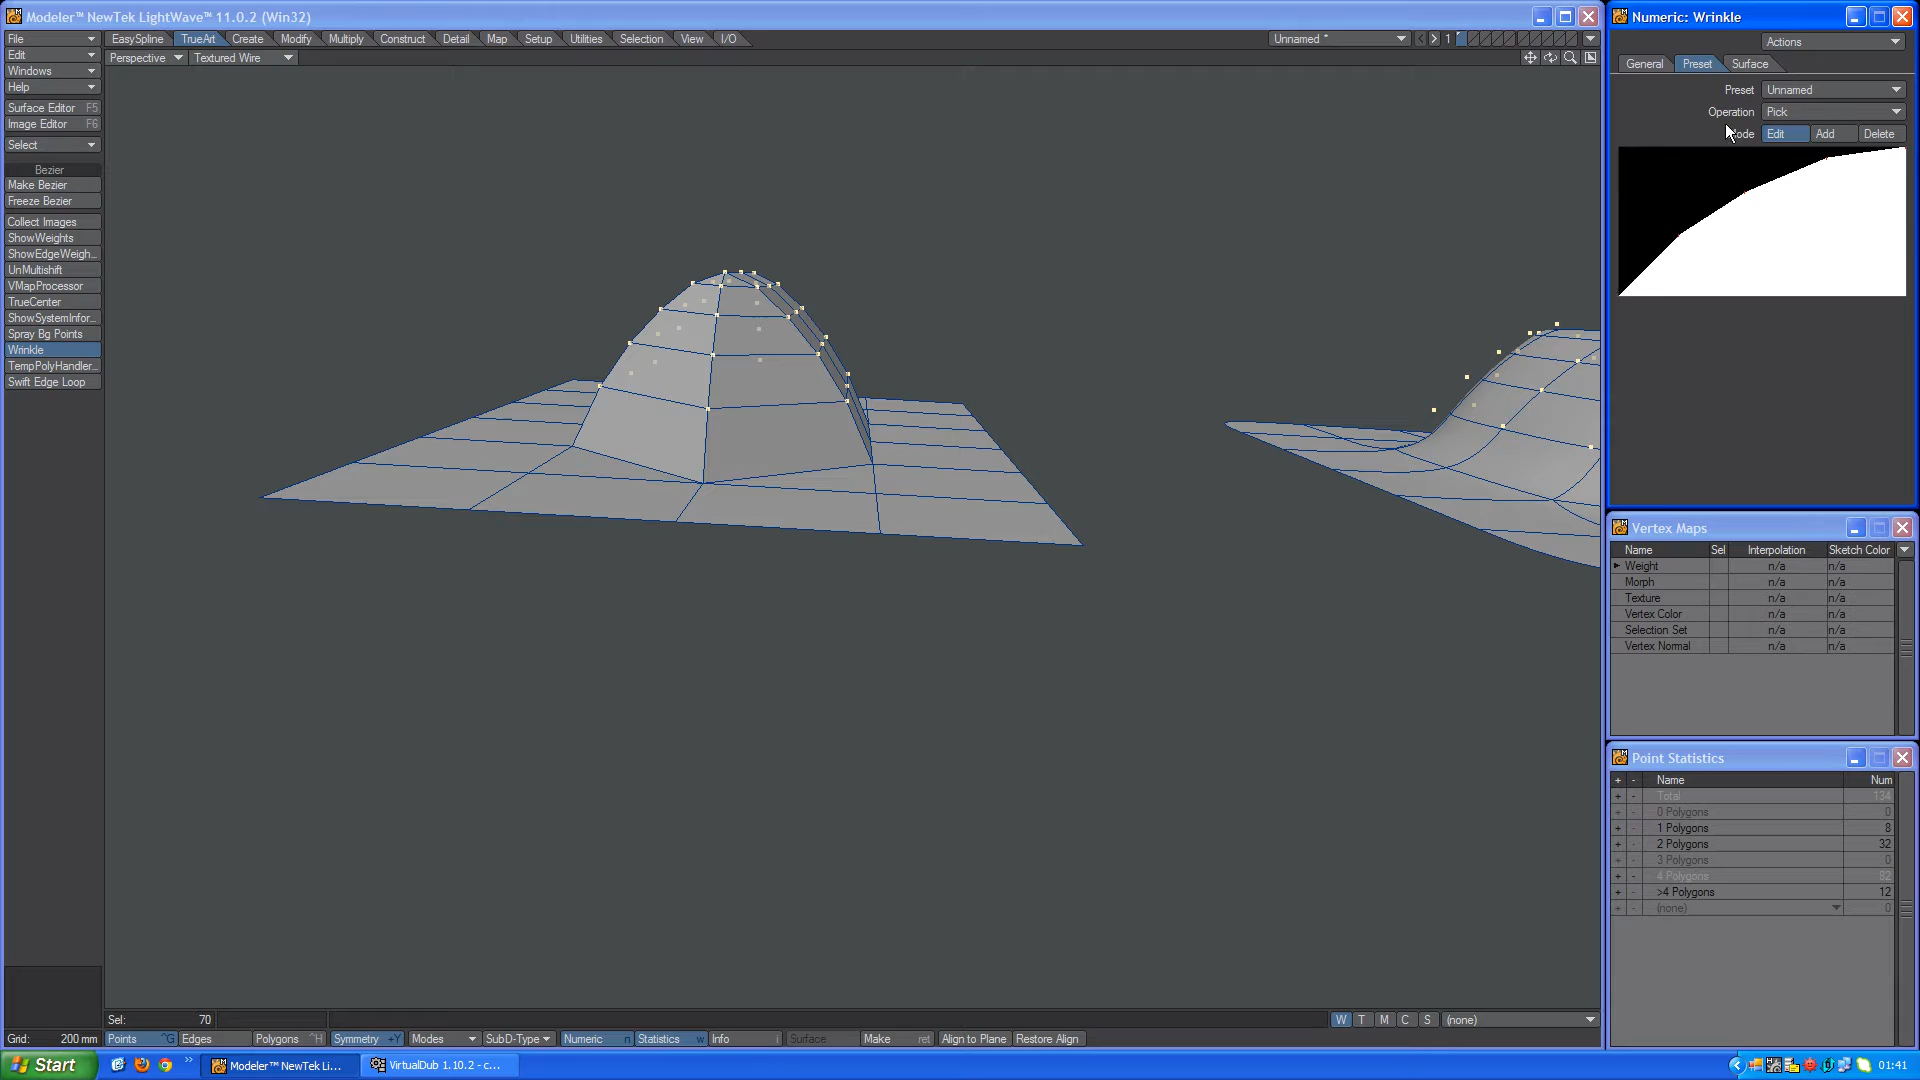 Modeler™ NewTek LightWave™ 11.0.2 (Win32)
Numeric: Wrinkle
File
Edit
Windows
Help
EasySpline TrueArt Create Modify Multiply Construct Detail Map Setup Utilities Selection View I/O
Unnamed * 1
Actions
Perspective Textured Wire
General Preset Surface
Preset Unnamed
Operation Pick
ode Edit Add Delete
Surface Editor F5
Image Editor F6
Select
Bezier
Make Bezier
Freeze Bezier
Collect Images
ShowWeights
ShowEdgeWeigh...
UnMultishift
VMapProcessor
TrueCenter
ShowSystemInfor...
Spray Bg Points
Wrinkle
TempPolyHandler...
Swift Edge Loop
Vertex Maps
Name Sel Interpolation Sketch Color
Weight n/a n/a
Morph n/a n/a
Texture n/a n/a
Vertex Color n/a n/a
Selection Set n/a n/a
Vertex Normal n/a n/a
Point Statistics
+ - Name Num
+ - Total 134
+ - 0 Polygons 0
+ - 1 Polygons 8
+ - 2 Polygons 32
+ - 3 Polygons 0
+ - 4 Polygons 82
+ - >4 Polygons 12
+ - (none) 0
Sel: 70
W T M C S (none)
Grid: 200 mm Points ^G Edges Polygons ^H Symmetry +Y Modes SubD-Type Numeric n Statistics w Info i Surface Make ret Align to Plane Restore Align
Start Modeler™ NewTek Li... VirtualDub 1.10.2 - c... 01:41